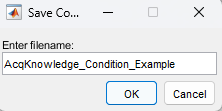 Save Co...
Enter filename:
AcqKnowledge_Condition_Example
OK
Cancel